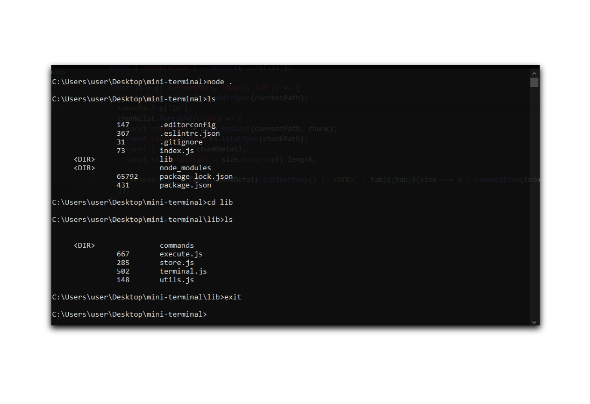 C:\Users\user\Desktop\mini-terminal>node .
C:\Users\user\Desktop\mini-terminal>ls
147 .editorconfig
367 .eslintrc.json
31 .gitignore
73 index.js
<DIR> lib
<DIR> node_modules
65792 package-lock.json
431 package.json
C:\Users\user\Desktop\mini-terminal>cd lib
C:\Users\user\Desktop\mini-terminal\lib>ls
<DIR> commands
667 execute.js
285 store.js
502 terminal.js
148 utils.js
C:\Users\user\Desktop\mini-terminal\lib>exit
C:\Users\user\Desktop\mini-terminal>